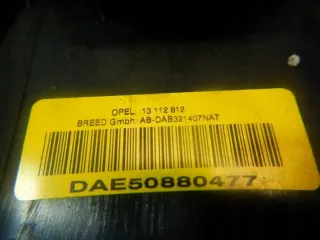 OPEL: 13 112 812
BREED Gmbh: AB-DAB321407NAT
DAE50880477